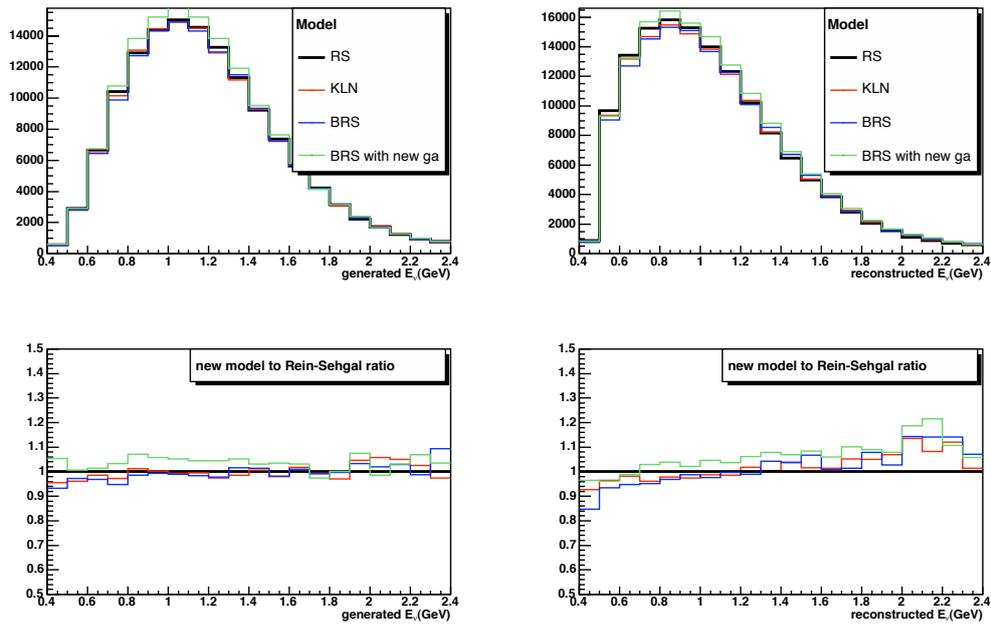 14000
12000
10000
8000
6000
4000
2000
0
Model
RS
KLN
BRS
BRS with new ga
0.4 0.6 0.8 1 1.2 1.4 1.6 1.8 2 2.2 2.4
generated Eν(GeV)
16000
14000
12000
10000
8000
6000
4000
2000
0
Model
RS
KLN
BRS
BRS with new ga
0.4 0.6 0.8 1 1.2 1.4 1.6 1.8 2 2.2 2.4
reconstructed Eν(GeV)
1.5
1.4
1.3
1.2
1.1
1
0.9
0.8
0.7
0.6
0.5
new model to Rein-Sehgal ratio
0.4 0.6 0.8 1 1.2 1.4 1.6 1.8 2 2.2 2.4
generated Eν(GeV)
1.5
1.4
1.3
1.2
1.1
1
0.9
0.8
0.7
0.6
0.5
new model to Rein-Sehgal ratio
0.4 0.6 0.8 1 1.2 1.4 1.6 1.8 2 2.2 2.4
reconstructed Eν(GeV)